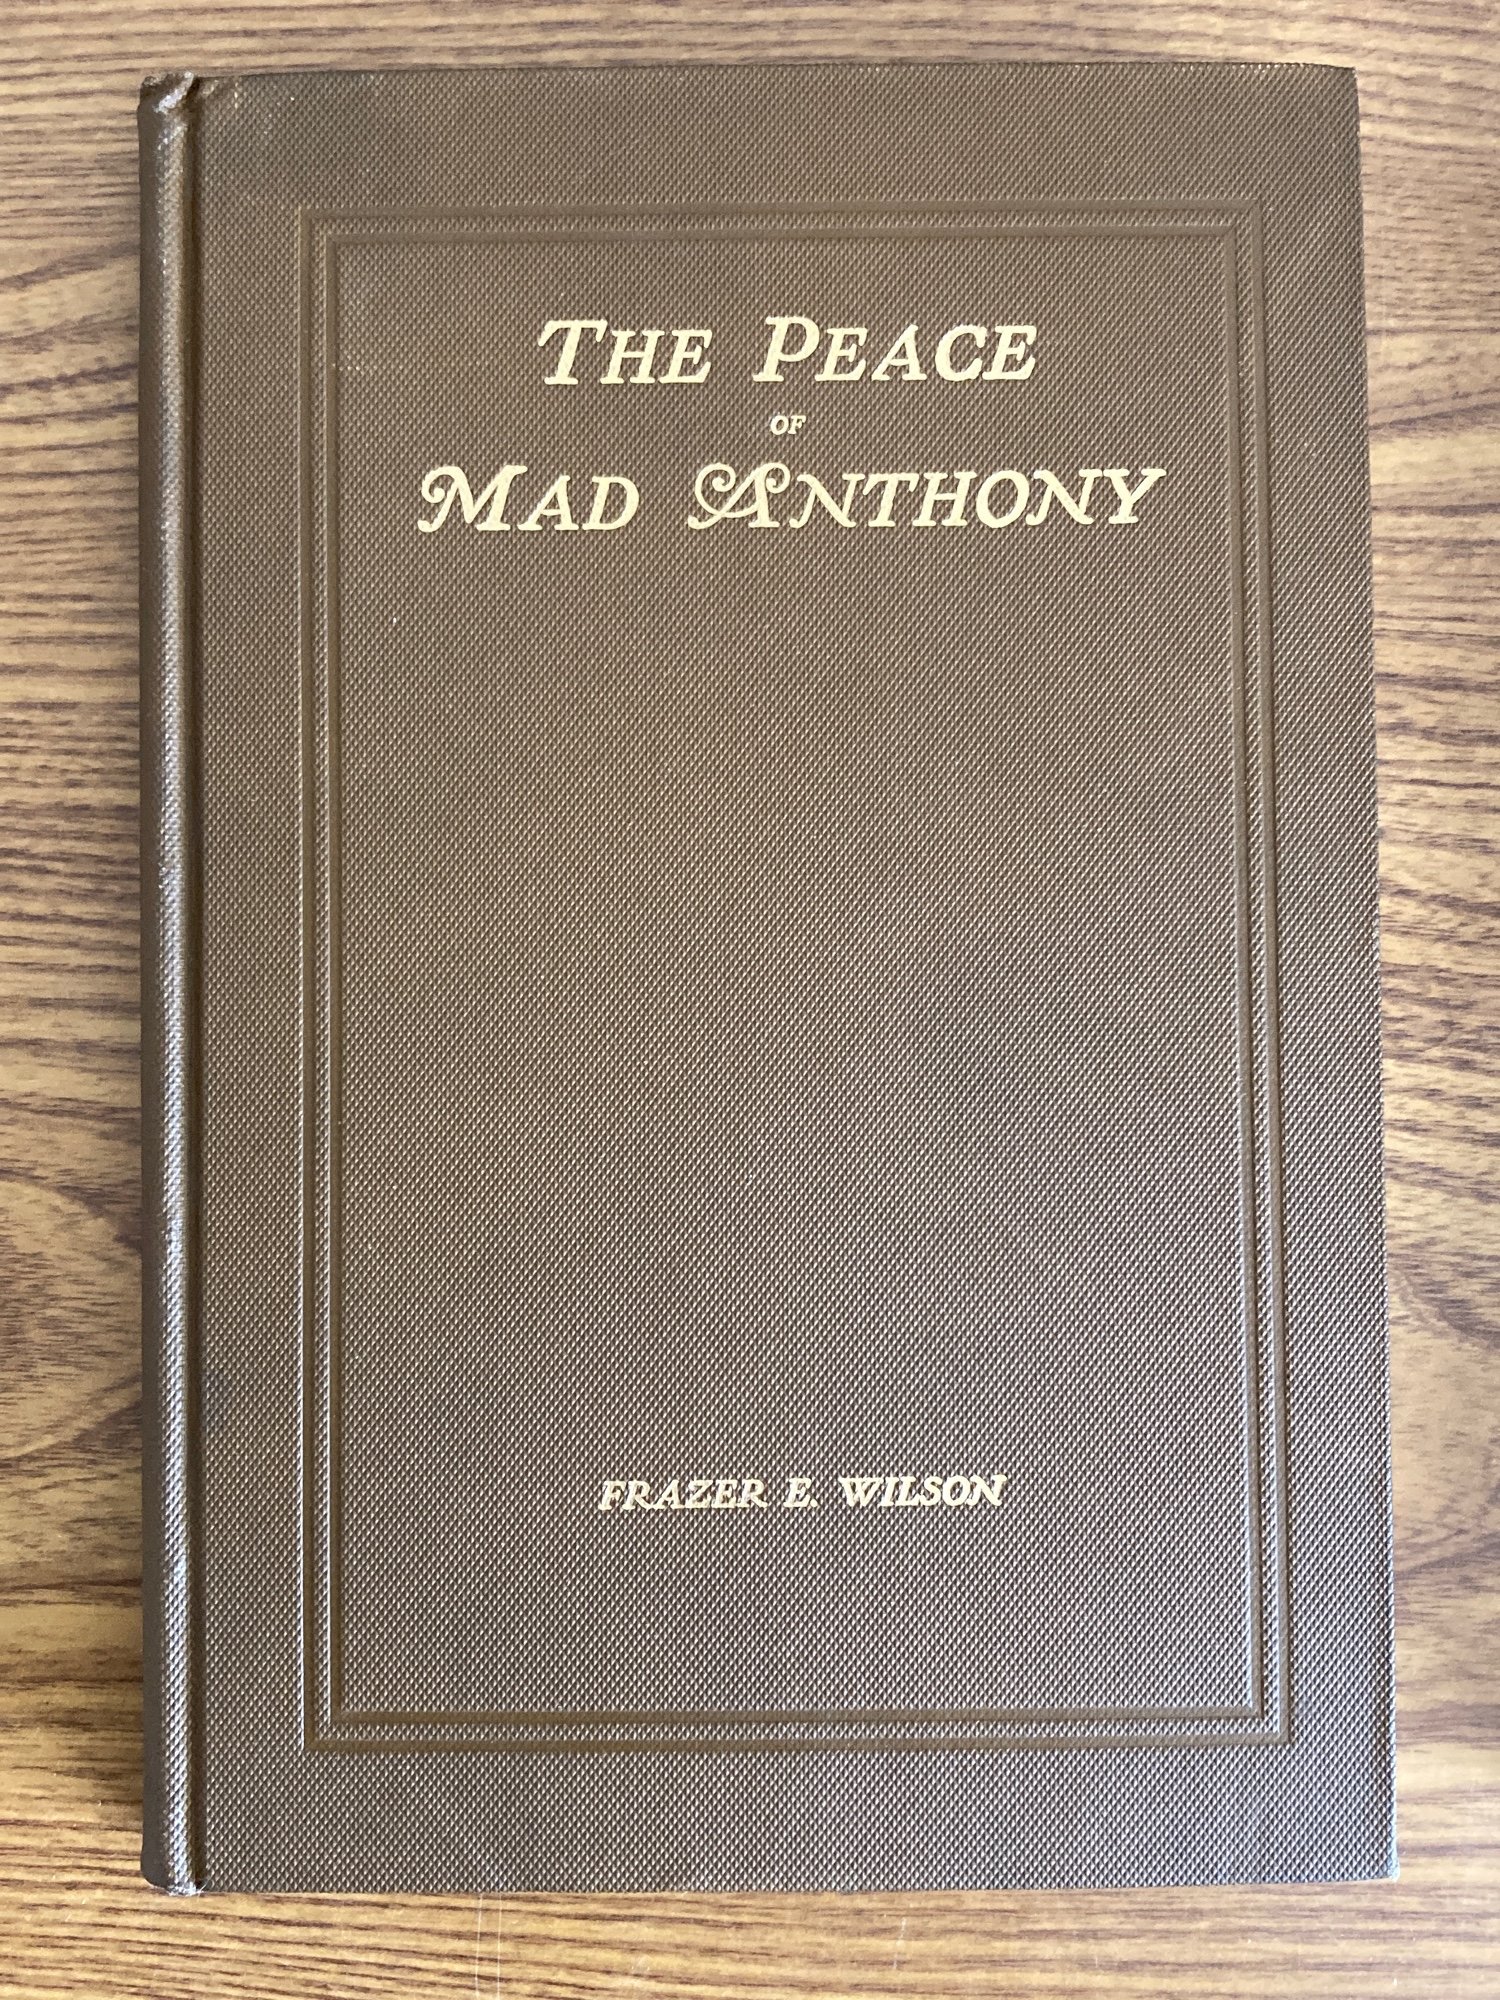 THE PEACE
OF
MAD ANTHONY
FRAZER E. WILSON